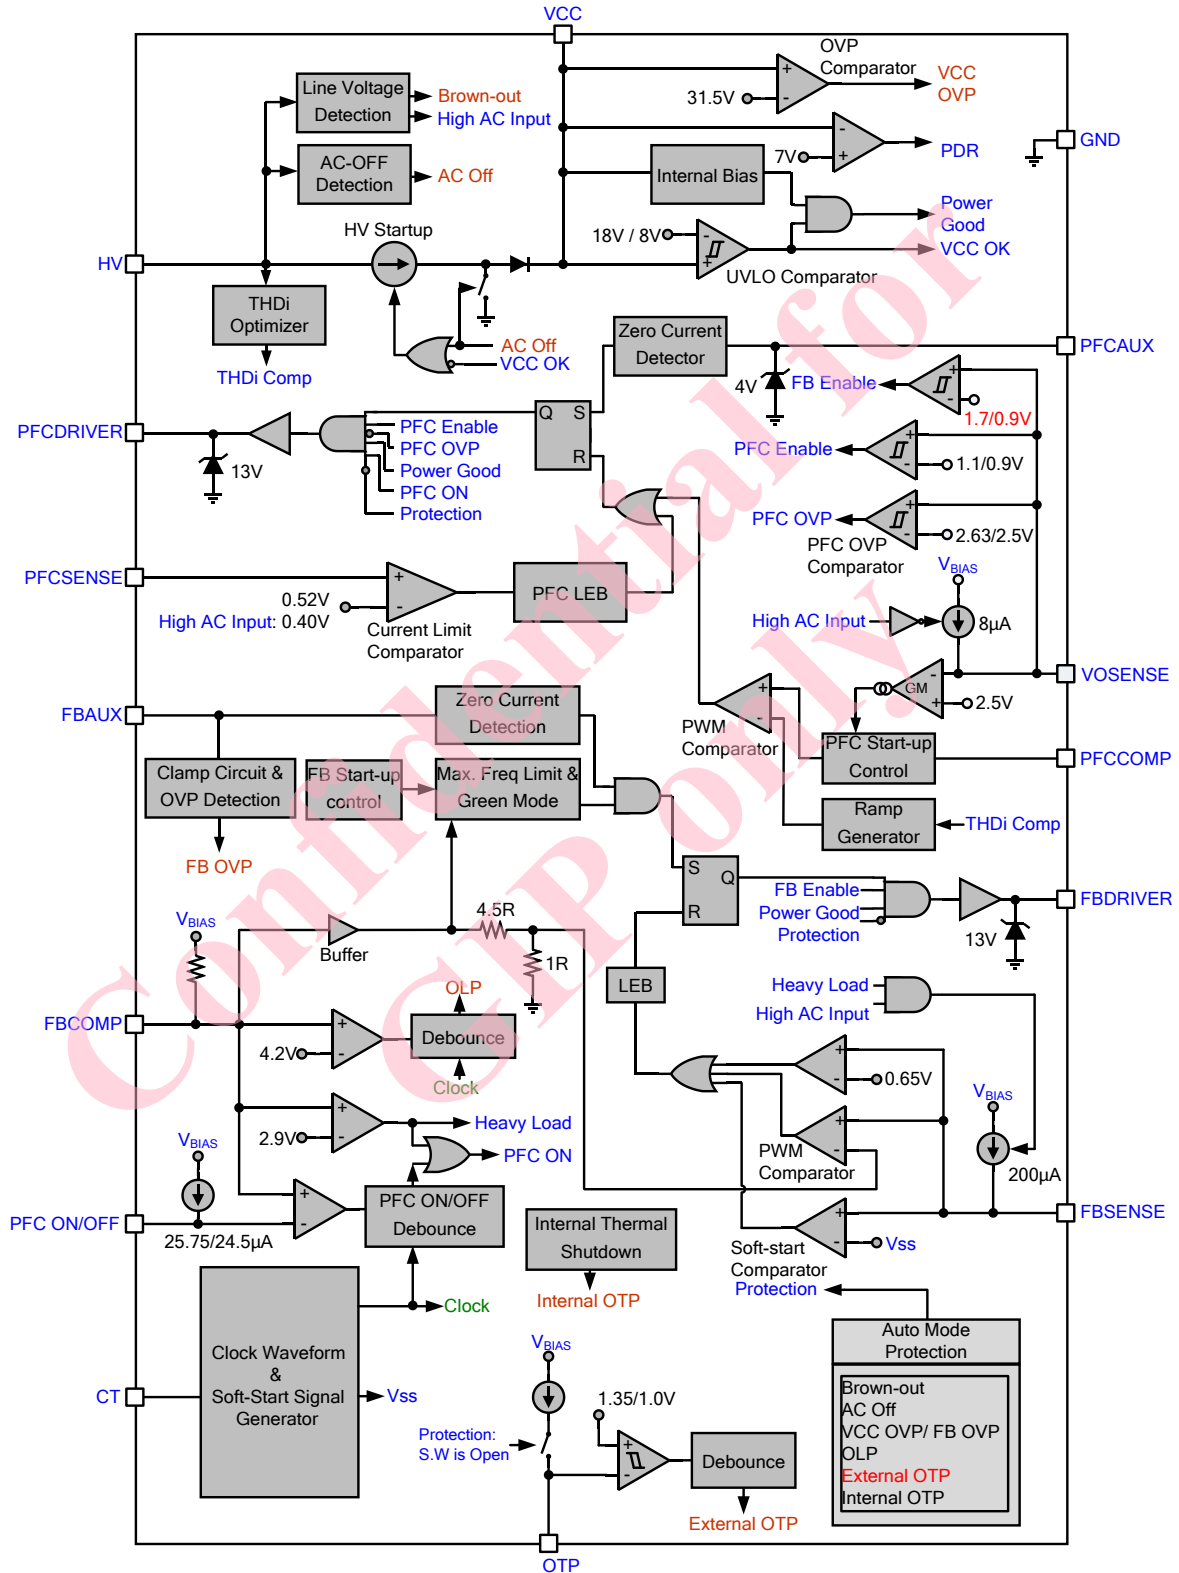 VCC
OVP
Comparator
+
-
31.5V
VCC
OVP
Line Voltage
Detection
Brown-out
High AC Input
AC-OFF
Detection
AC Off
-
+
7V
PDR
GND
Internal Bias
Power
Good
18V / 8V
-
+
VCC OK
UVLO Comparator
HV Startup
HV
THDi
Optimizer
THDi Comp
AC Off
VCC OK
Zero Current
Detector
PFCAUX
4V
FB Enable
+
-
1.7/0.9V
PFCDRIVER
13V
PFC Enable
PFC OVP
Power Good
PFC ON
Protection
Q
S
R
PFC Enable
+
-
1.1/0.9V
PFC OVP
+
-
2.63/2.5V
PFC OVP
Comparator
PFCSENSE
+
-
0.52V
High AC Input: 0.40V
Current Limit
Comparator
PFC LEB
VBIAS
High AC Input
8µA
VOSENSE
-
GM
+
2.5V
FBAUX
Zero Current
Detection
PWM
Comparator
+
-
PFC Start-up
Control
PFCCOMP
Clamp Circuit &
OVP Detection
FB OVP
FB Start-up
control
Max. Freq Limit &
Green Mode
Ramp
Generator
THDi Comp
S
Q
R
FB Enable
Power Good
Protection
FBDRIVER
13V
VBIAS
Buffer
4.5R
1R
LEB
Heavy Load
High AC Input
FBCOMP
OLP
+
-
4.2V
Debounce
Clock
+
-
0.65V
VBIAS
200µA
+
-
2.9V
Heavy Load
PFC ON
VBIAS
+
-
PWM
Comparator
PFC ON/OFF
25.75/24.5µA
+
-
PFC ON/OFF
Debounce
Internal Thermal
Shutdown
Internal OTP
+
-
Vss
Soft-start
Comparator
FBSENSE
Protection
Clock
Clock Waveform
&
Soft-Start Signal
Generator
CT
Vss
VBIAS
Protection:
S.W is Open
1.35/1.0V
+
-
Debounce
External OTP
OTP
Auto Mode
Protection
Brown-out
AC Off
VCC OVP/ FB OVP
OLP
External OTP
Internal OTP
Confidential for
GIP only